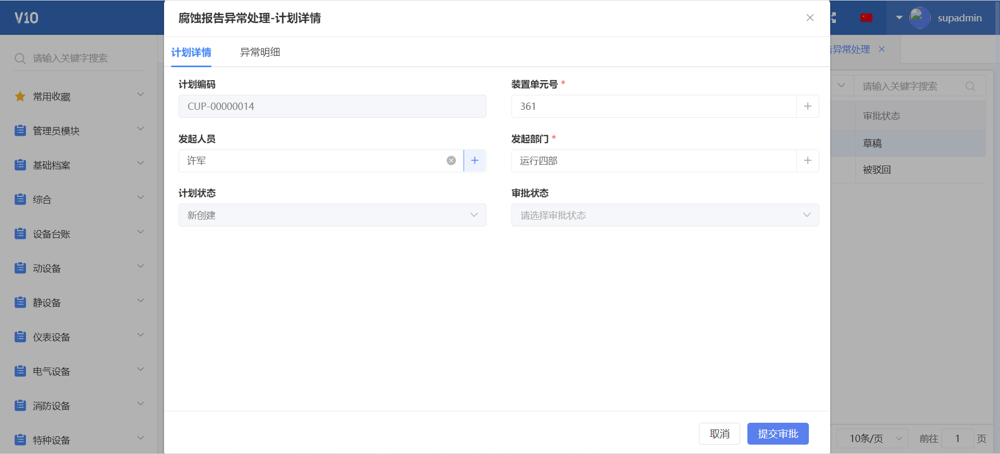 V10
腐蚀报告异常处理-计划详情
supadmin
请输入关键字搜索
计划详情
异常明细
异常处理
请输入关键字搜索
常用收藏
管理员模块
基础档案
综合
设备台账
动设备
静设备
仪表设备
电气设备
消防设备
特种设备
计划编码
CUP-00000014
装置单元号 *
361
发起人员
许军
发起部门 *
运行四部
计划状态
新创建
审批状态
请选择审批状态
取消
提交审批
审批状态
草稿
被驳回
10条/页
前往 1 页